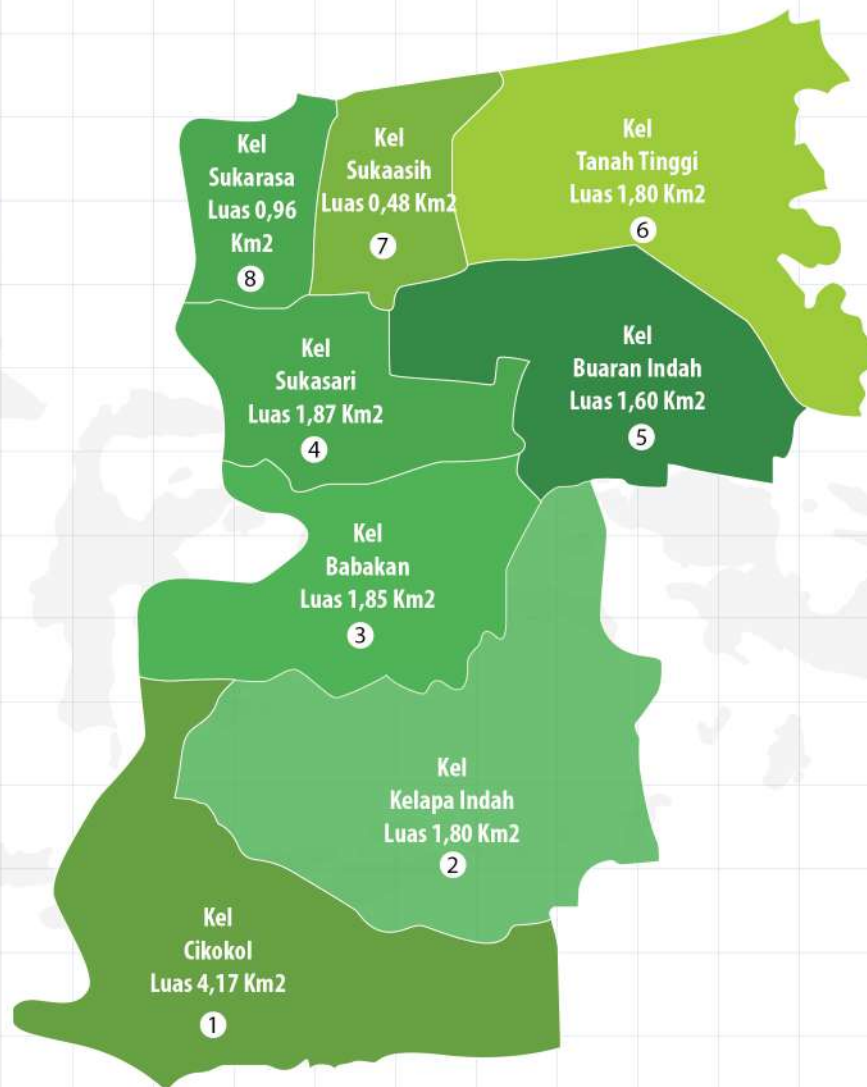 Kel
Sukarasa
Luas 0,96
Km2
8
Kel
Sukaasih
Luas 0,48 Km2
7
Kel
Tanah Tinggi
Luas 1,80 Km2
6
Kel
Buaran Indah
Luas 1,60 Km2
5
Kel
Sukasari
Luas 1,87 Km2
4
Kel
Babakan
Luas 1,85 Km2
3
Kel
Kelapa Indah
Luas 1,80 Km2
2
Kel
Cikokol
Luas 4,17 Km2
1